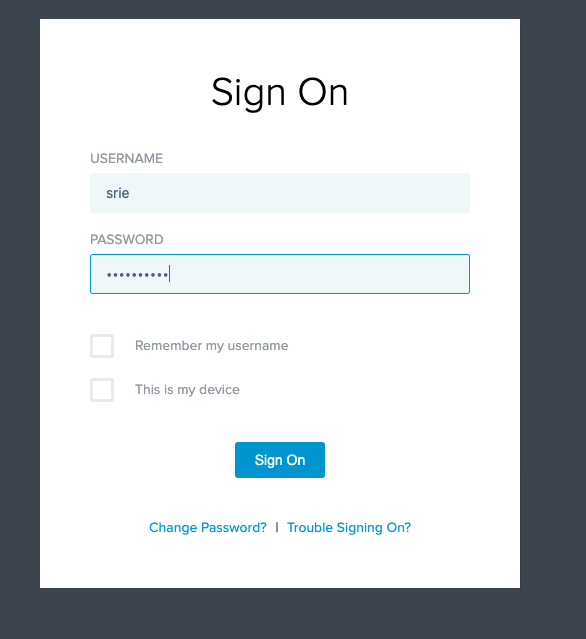 Sign On
USERNAME
srie
PASSWORD
••••••••••
Remember my username
This is my device
Sign On
Change Password? | Trouble Signing On?